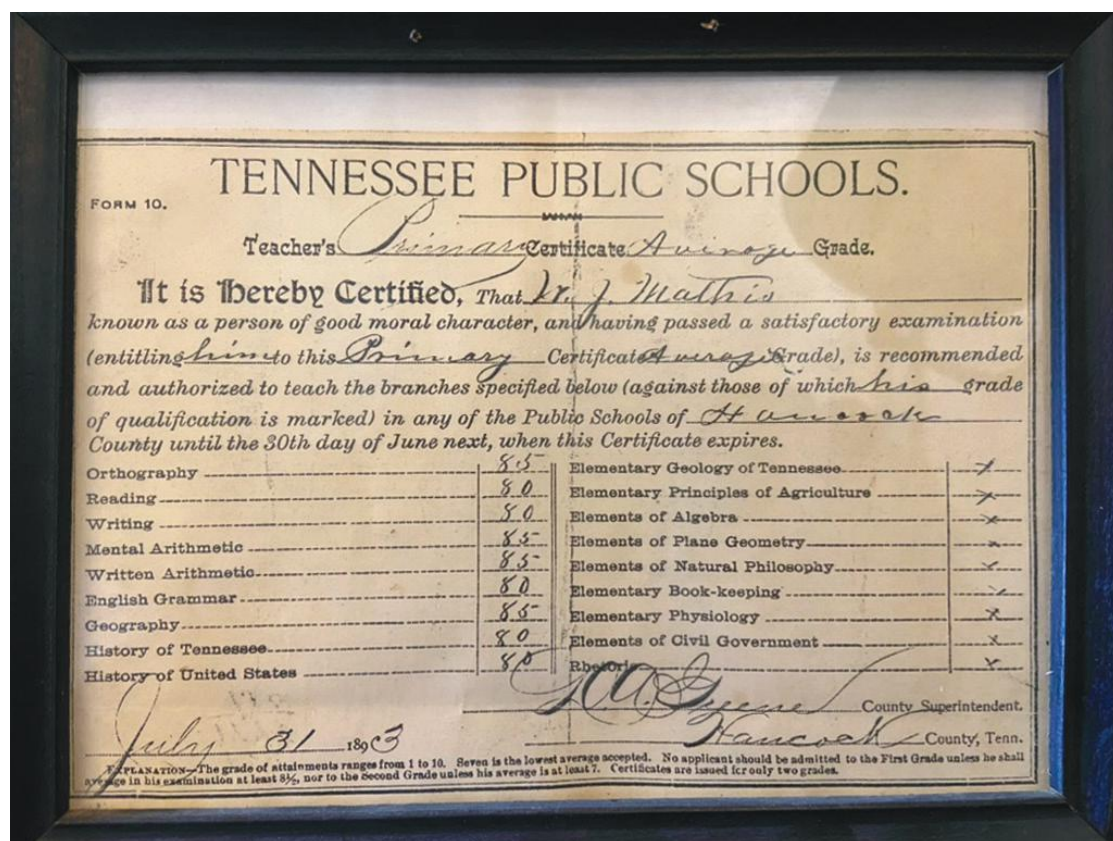 TENNESSEE PUBLIC SCHOOLS.
FORM 10.
Teacher's Primary Certificate Average Grade.
It is Hereby Certified, That W. J. Mathis
known as a person of good moral character, and having passed a satisfactory examination
(entitling him to this Primary Certificate Average Grade), is recommended
and authorized to teach the branches specified below (against those of which his grade
of qualification is marked) in any of the Public Schools of Hancock
County until the 30th day of June next, when this Certificate expires.
Orthography 85 Elementary Geology of Tennessee x
Reading 80 Elementary Principles of Agriculture x
Writing 80 Elements of Algebra x
Mental Arithmetic 85 Elements of Plane Geometry x
Written Arithmetic 85 Elements of Natural Philosophy x
English Grammar 80 Elementary Book-keeping x
Geography 85 Elementary Physiology x
History of Tennessee 80 Elements of Civil Government x
History of United States 80 Rhetoric x
Greene County Superintendent.
July 31 1893 Hancock County, Tenn.
EXPLANATION—The grade of attainments ranges from 1 to 10. Seven is the lowest average accepted. No applicant should be admitted to the First Grade unless he shall
average in his examination at least 8½, nor to the Second Grade unless his average is at least 7. Certificates are issued for only two grades.